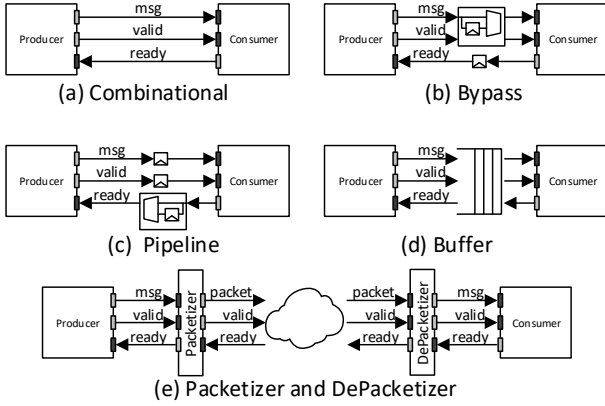 msg
valid
ready
Producer
Consumer
(a) Combinational
msg
valid
ready
Producer
Consumer
(b) Bypass
msg
valid
ready
Producer
Consumer
(c) Pipeline
msg
valid
ready
Producer
Consumer
(d) Buffer
msg
valid
ready
Producer
Packetizer
packet
valid
ready
packet
valid
ready
DePacketizer
msg
valid
ready
Consumer
(e) Packetizer and DePacketizer